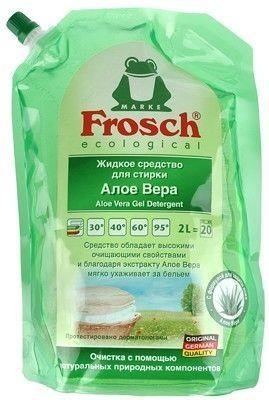 MARKE
Frosch
ecological
Жидкое средство
для стирки
Алое Вера
Aloe Vera Gel Detergent
30° 40° 60° 95° 2L= 20
Средство обладает высокими
очищающими свойствами
и благодаря экстракту Алое Вера
мягко ухаживает за бельем
Алое Вера
Протестировано дерматологами
ORIGINAL
GERMAN
QUALITY
Очистка с помощью
натуральных природных компонентов